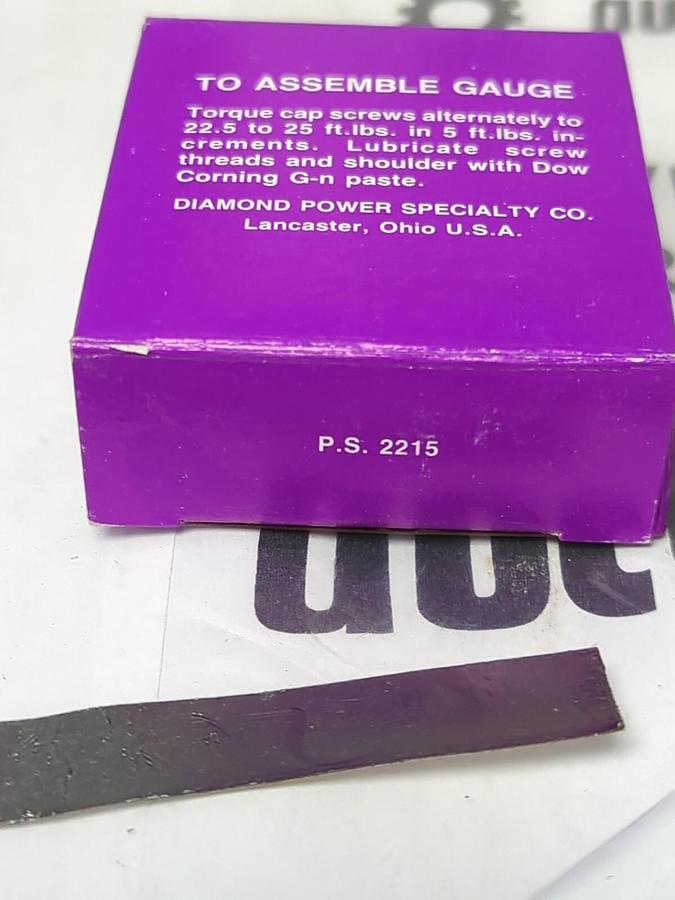 TO ASSEMBLE GAUGE
Torque cap screws alternately to
22.5 to 25 ft.lbs. in 5 ft.lbs. in-
crements. Lubricate screw
threads and shoulder with Dow
Corning G-n paste.
DIAMOND POWER SPECIALTY CO.
Lancaster, Ohio U.S.A.
P.S. 2215